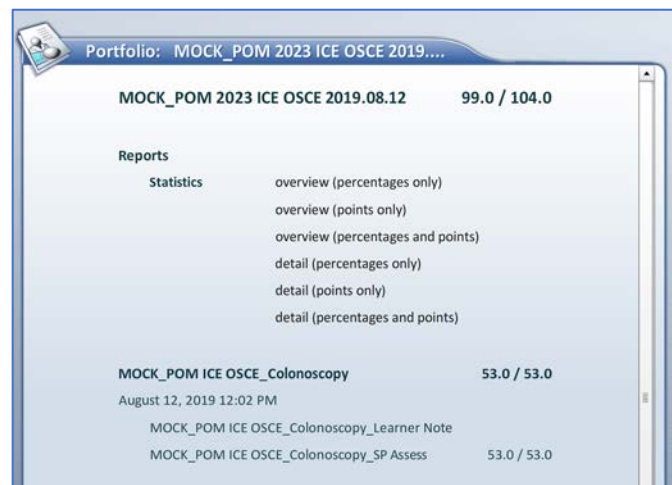 Portfolio: MOCK_POM 2023 ICE OSCE 2019....
MOCK_POM 2023 ICE OSCE 2019.08.12 99.0 / 104.0
Reports
Statistics overview (percentages only)
overview (points only)
overview (percentages and points)
detail (percentages only)
detail (points only)
detail (percentages and points)
MOCK_POM ICE OSCE_Colonoscopy 53.0 / 53.0
August 12, 2019 12:02 PM
MOCK_POM ICE OSCE_Colonoscopy_Learner Note
MOCK_POM ICE OSCE_Colonoscopy_SP Assess 53.0 / 53.0